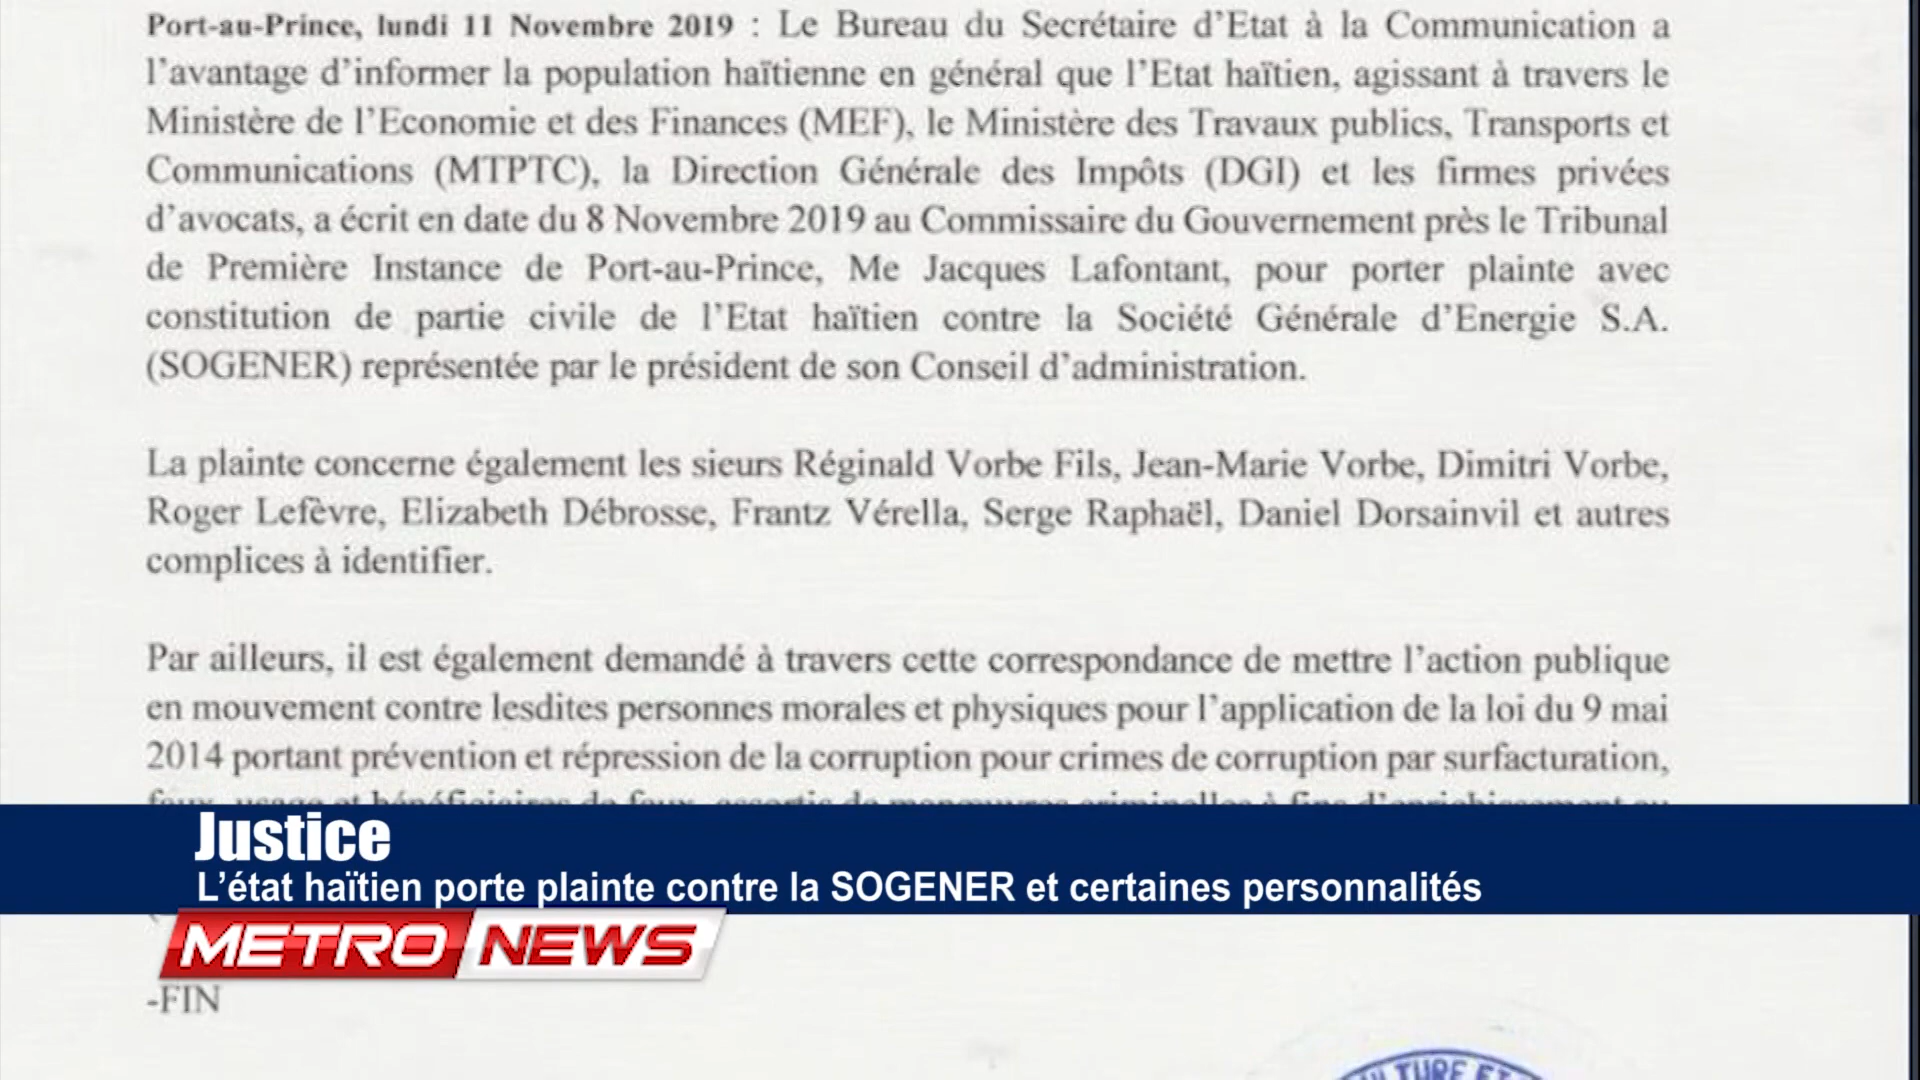 Port-au-Prince, lundi 11 Novembre 2019 : Le Bureau du Secrétaire d’Etat à la Communication a
l’avantage d’informer la population haïtienne en général que l’Etat haïtien, agissant à travers le
Ministère de l’Economie et des Finances (MEF), le Ministère des Travaux publics, Transports et
Communications (MTPTC), la Direction Générale des Impôts (DGI) et les firmes privées
d’avocats, a écrit en date du 8 Novembre 2019 au Commissaire du Gouvernement près le Tribunal
de Première Instance de Port-au-Prince, Me Jacques Lafontant, pour porter plainte avec
constitution de partie civile de l’Etat haïtien contre la Société Générale d’Energie S.A.
(SOGENER) représentée par le président de son Conseil d’administration.
La plainte concerne également les sieurs Réginald Vorbe Fils, Jean-Marie Vorbe, Dimitri Vorbe,
Roger Lefèvre, Elizabeth Débrosse, Frantz Vérella, Serge Raphaël, Daniel Dorsainvil et autres
complices à identifier.
Par ailleurs, il est également demandé à travers cette correspondance de mettre l’action publique
en mouvement contre lesdites personnes morales et physiques pour l’application de la loi du 9 mai
2014 portant prévention et répression de la corruption pour crimes de corruption par surfacturation,
Justice
L’état haïtien porte plainte contre la SOGENER et certaines personnalités
METRO NEWS
-FIN